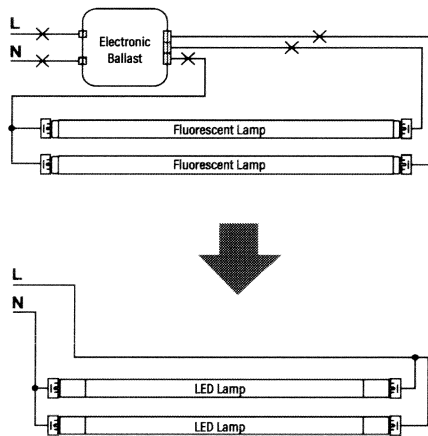 L
N
Electronic
Ballast
Fluorescent Lamp
Fluorescent Lamp
L
N
LED Lamp
LED Lamp